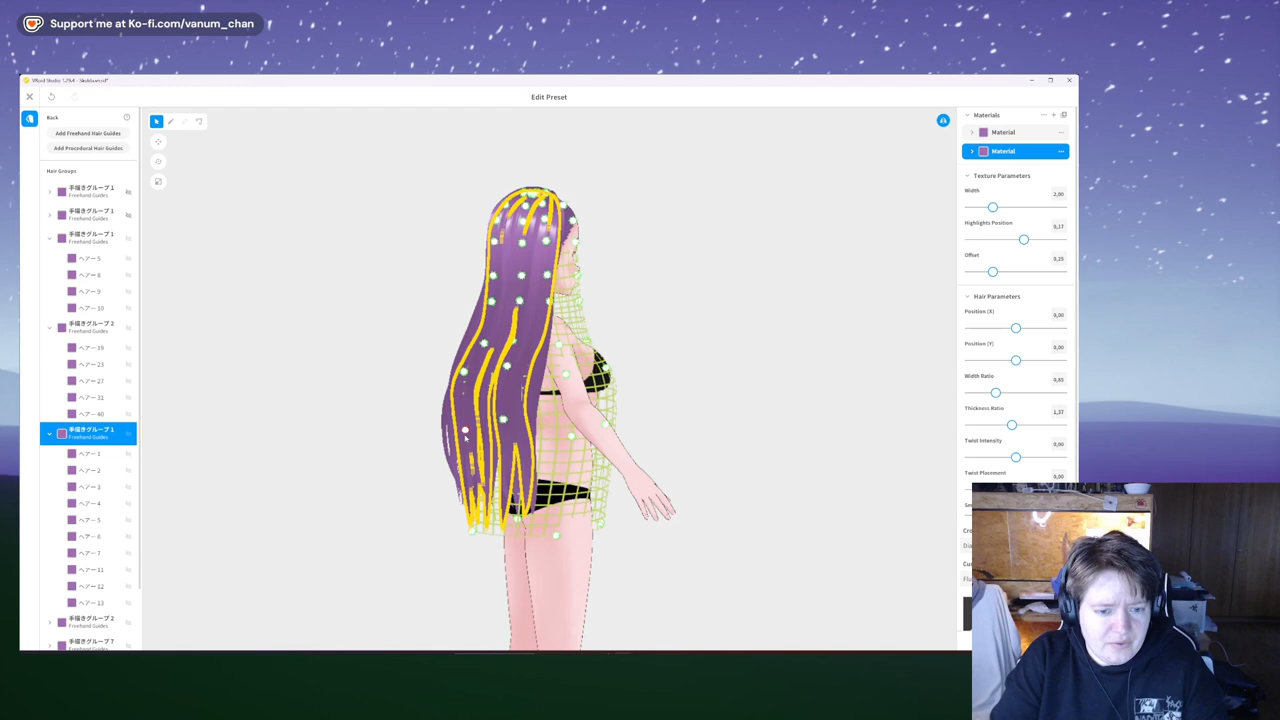 Support me at Ko-fi.com/vanum_chan
Edit Preset
Back
Add Freehand Hair Guides
Add Procedural Hair Guides
Hair Groups
手描きグループ 1
Freehand Guides
手描きグループ 1
Freehand Guides
手描きグループ 1
Freehand Guides
ヘアー 5
ヘアー 8
ヘアー 9
ヘアー 10
手描きグループ 2
Freehand Guides
ヘアー 19
ヘアー 23
ヘアー 27
ヘアー 31
ヘアー 40
手描きグループ 1
Freehand Guides
ヘアー 1
ヘアー 2
ヘアー 3
ヘアー 4
ヘアー 5
ヘアー 6
ヘアー 7
ヘアー 11
ヘアー 12
ヘアー 13
手描きグループ 2
Freehand Guides
手描きグループ 7
Materials
Material
Material
Texture Parameters
Width
2,00
Highlights Position
0,17
Offset
0,25
Hair Parameters
Position (X)
0,00
Position (Y)
0,00
Width Ratio
0,85
Thickness Ratio
1,37
Twist Intensity
0,00
Twist Placement
0,00